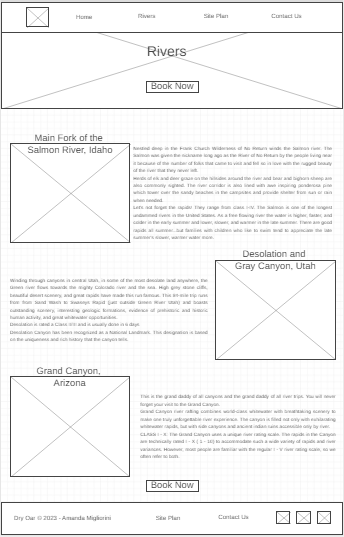 Home Rivers Site Plan Contact Us
Rivers
Book Now
Main Fork of the
Salmon River, Idaho
Nestled deep is the Frank Church Wilderness of No Return winds the Salmon river. The
Salmon was given the nickname long ago as the River of No Return by the people living near
it because of the number of folks that came to visit and fell so in love with the rugged beauty
of the river that they never left.
Herds of elk and deer graze on the hillsides around the river and bear and bighorn sheep are
also commonly sighted. The river corridor is also lined with awe inspiring ponderosa pine
which tower over the sandy beaches in the campsites and provide shelter from sun or rain
when needed.
Let's not forget the rapids! They range from Class I-IV. The Salmon is one of the longest
undammed rivers in the United States. As a free flowing river the water is higher, faster, and
colder in the early summer and lower, slower, and warmer in the late summer. There are good
rapids all summer...but families with children who like to swim tend to appreciate the late
summer's lower, warmer water more.
Desolation and
Gray Canyon, Utah
Winding through canyons in central Utah, in some of the most desolate land anywhere, the
Green river flows towards the mighty Colorado river and the sea. High grey stone cliffs,
beautiful desert scenery, and great rapids have made this run famous. This 84-mile trip runs
from Sand Wash to Swaseys Rapid (just outside Green River Utah) and boasts
outstanding scenery, interesting geologic formations, evidence of prehistoric and historic
human activity, and great whitewater opportunities.
Desolation is rated a Class I-III and is usually done in 6 days.
Desolation Canyon has been recognized as a National Landmark. This designation is based
on the uniqueness and rich history that the canyon tells.
Grand Canyon,
Arizona
This is the grand daddy of all canyons and the grand daddy of all river trips. You will never
forget your visit to the Grand Canyon.
Grand Canyon river rafting combines world-class whitewater with breathtaking scenery to
make one truly unforgettable river experience. The canyon is filled not only with exhilarating
whitewater rapids, but with side canyons and ancient Indian ruins accessible only by river.
CLASS I - X: The Grand Canyon uses a unique river rating scale. The rapids in the Canyon
are technically rated I - X ( 1 - 10) to accommodate such a wide variety of rapids and river
variances. However, most people are familiar with the regular I - V river rating scale, so we
often refer to both.
Book Now
Dry Oar © 2023 - Amanda Migliorini Site Plan Contact Us